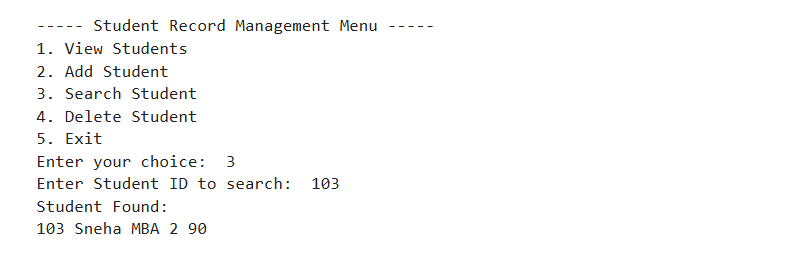 ----- Student Record Management Menu -----
1. View Students
2. Add Student
3. Search Student
4. Delete Student
5. Exit
Enter your choice:  3
Enter Student ID to search:  103
Student Found:
103 Sneha MBA 2 90